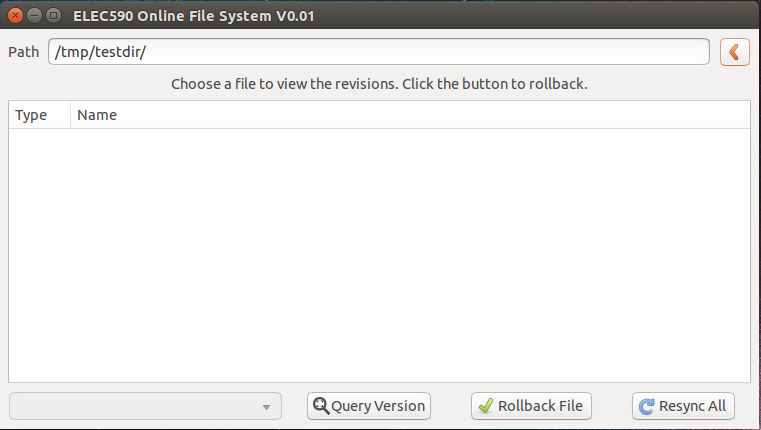 ELEC590 Online File System V0.01
Path /tmp/testdir/
Choose a file to view the revisions. Click the button to rollback.
Type Name
Query Version Rollback File Resync All